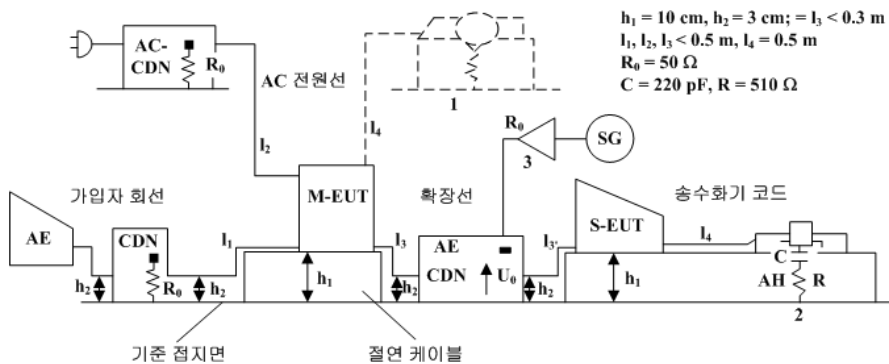 h₁ = 10 cm, h₂ = 3 cm; = l₃ < 0.3 m
l₁, l₂, l₃ < 0.5 m, l₄ = 0.5 m
R₀ = 50 Ω
C = 220 pF, R = 510 Ω
AC-
CDN
R₀
AC 전원선
1
l₄
l₂
R₀
3
SG
가입자 회선
M-EUT
확장선
송수화기 코드
AE
CDN
l₁
l₃
AE
CDN
U₀
l₃'
S-EUT
l₄
h₂
R₀
h₂
h₁
h₂
h₂
h₁
C
AH
R
2
기준 접지면
절연 케이블